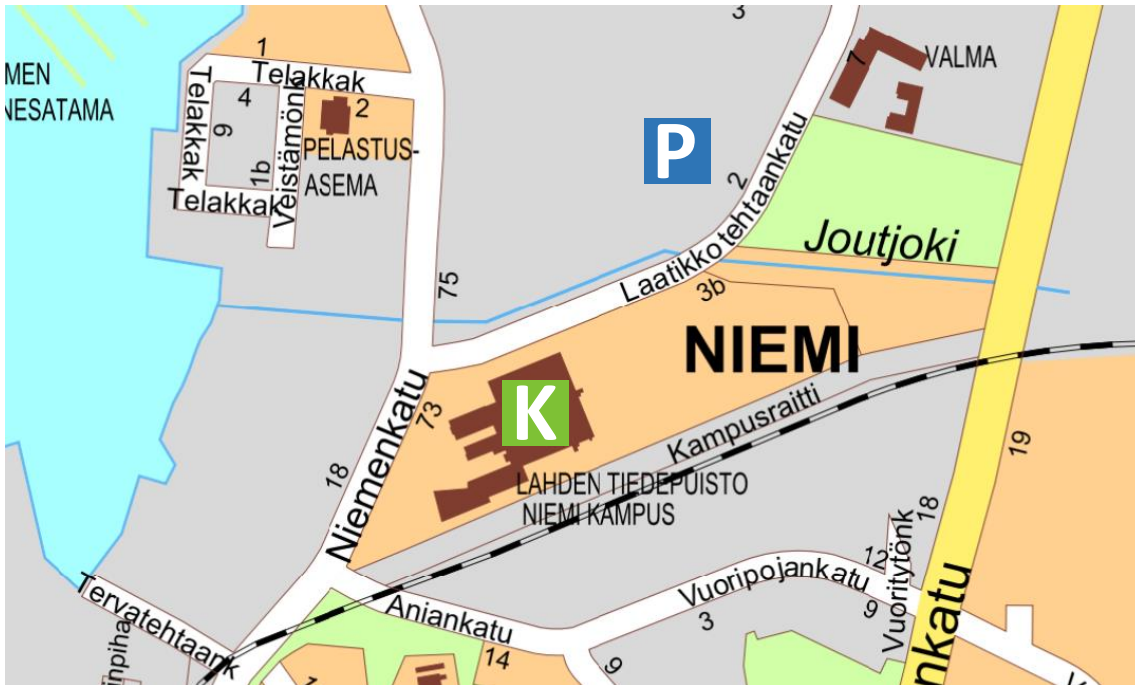 3
1
Telakkak
7
VALMA
MEN
NESATAMA
Telakkak
4
2
9
Veistämönk
PELASTUS-
ASEMA
P
1b
2
Telakkak
Joutjoki
Laatikkotehtaankatu
75
3b
NIEMI
K
73
Kampusraitti
Niemenkatu
18
19
LAHDEN TIEDEPUISTO
NIEMI KAMPUS
18
12
Vuoritytönk
Vuoripojankatu
9
3
Tervatehtaank
Aniankatu
nkatu
14
9
inpiha